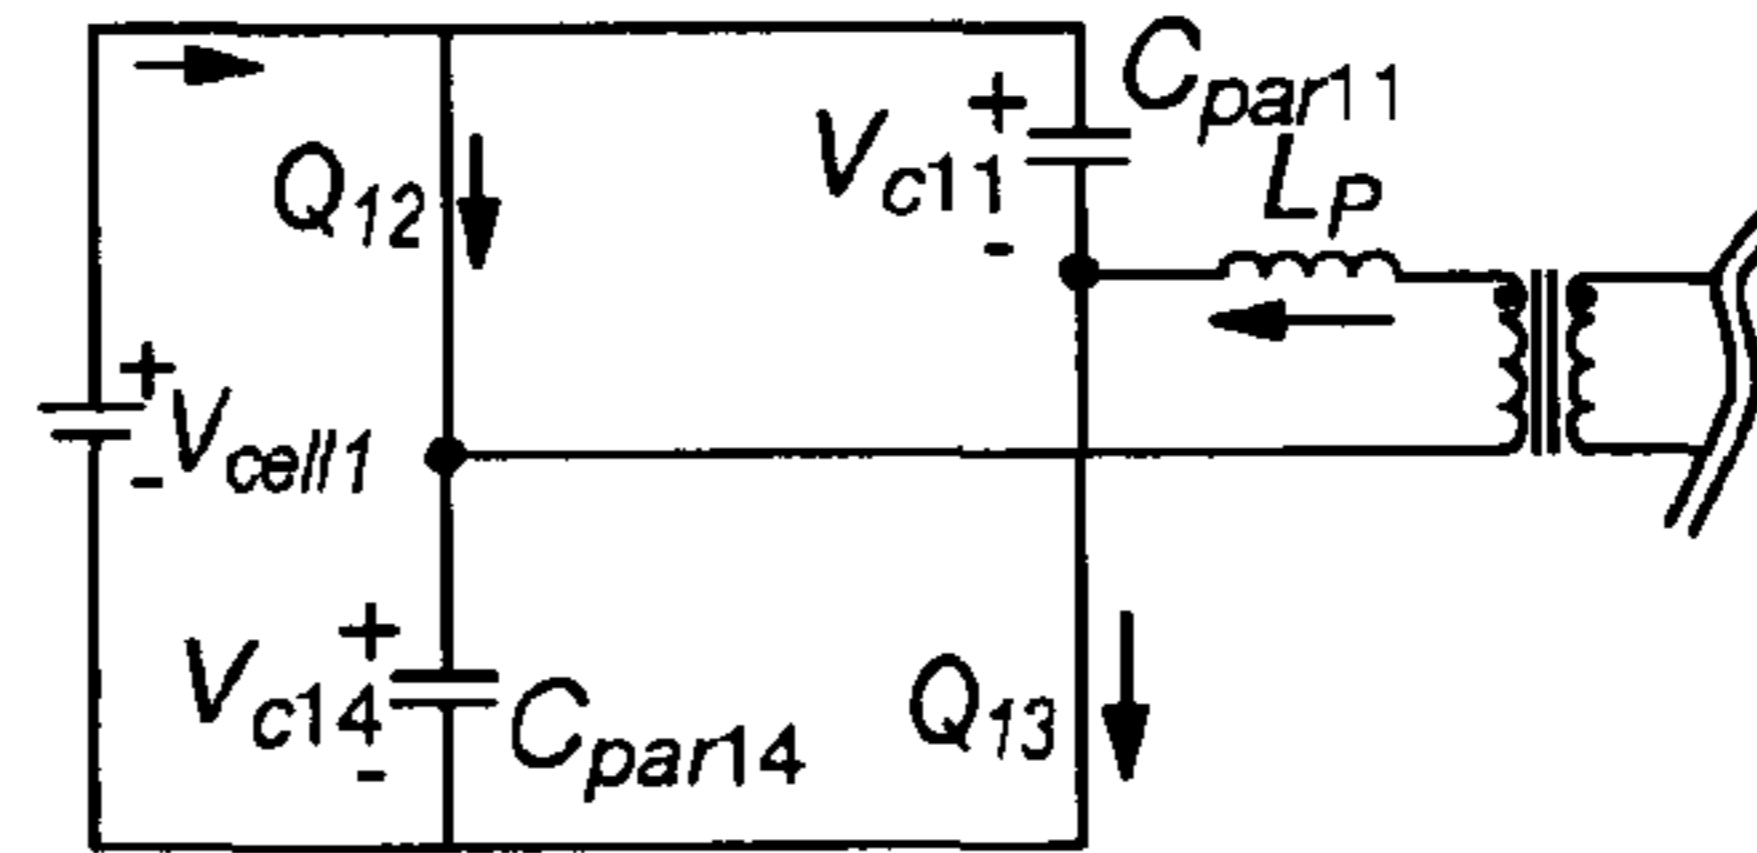 +
Cpar11
Q12
Vc11
-
LP
+
Vcell1
-
+
Vc14
-
Cpar14
Q13